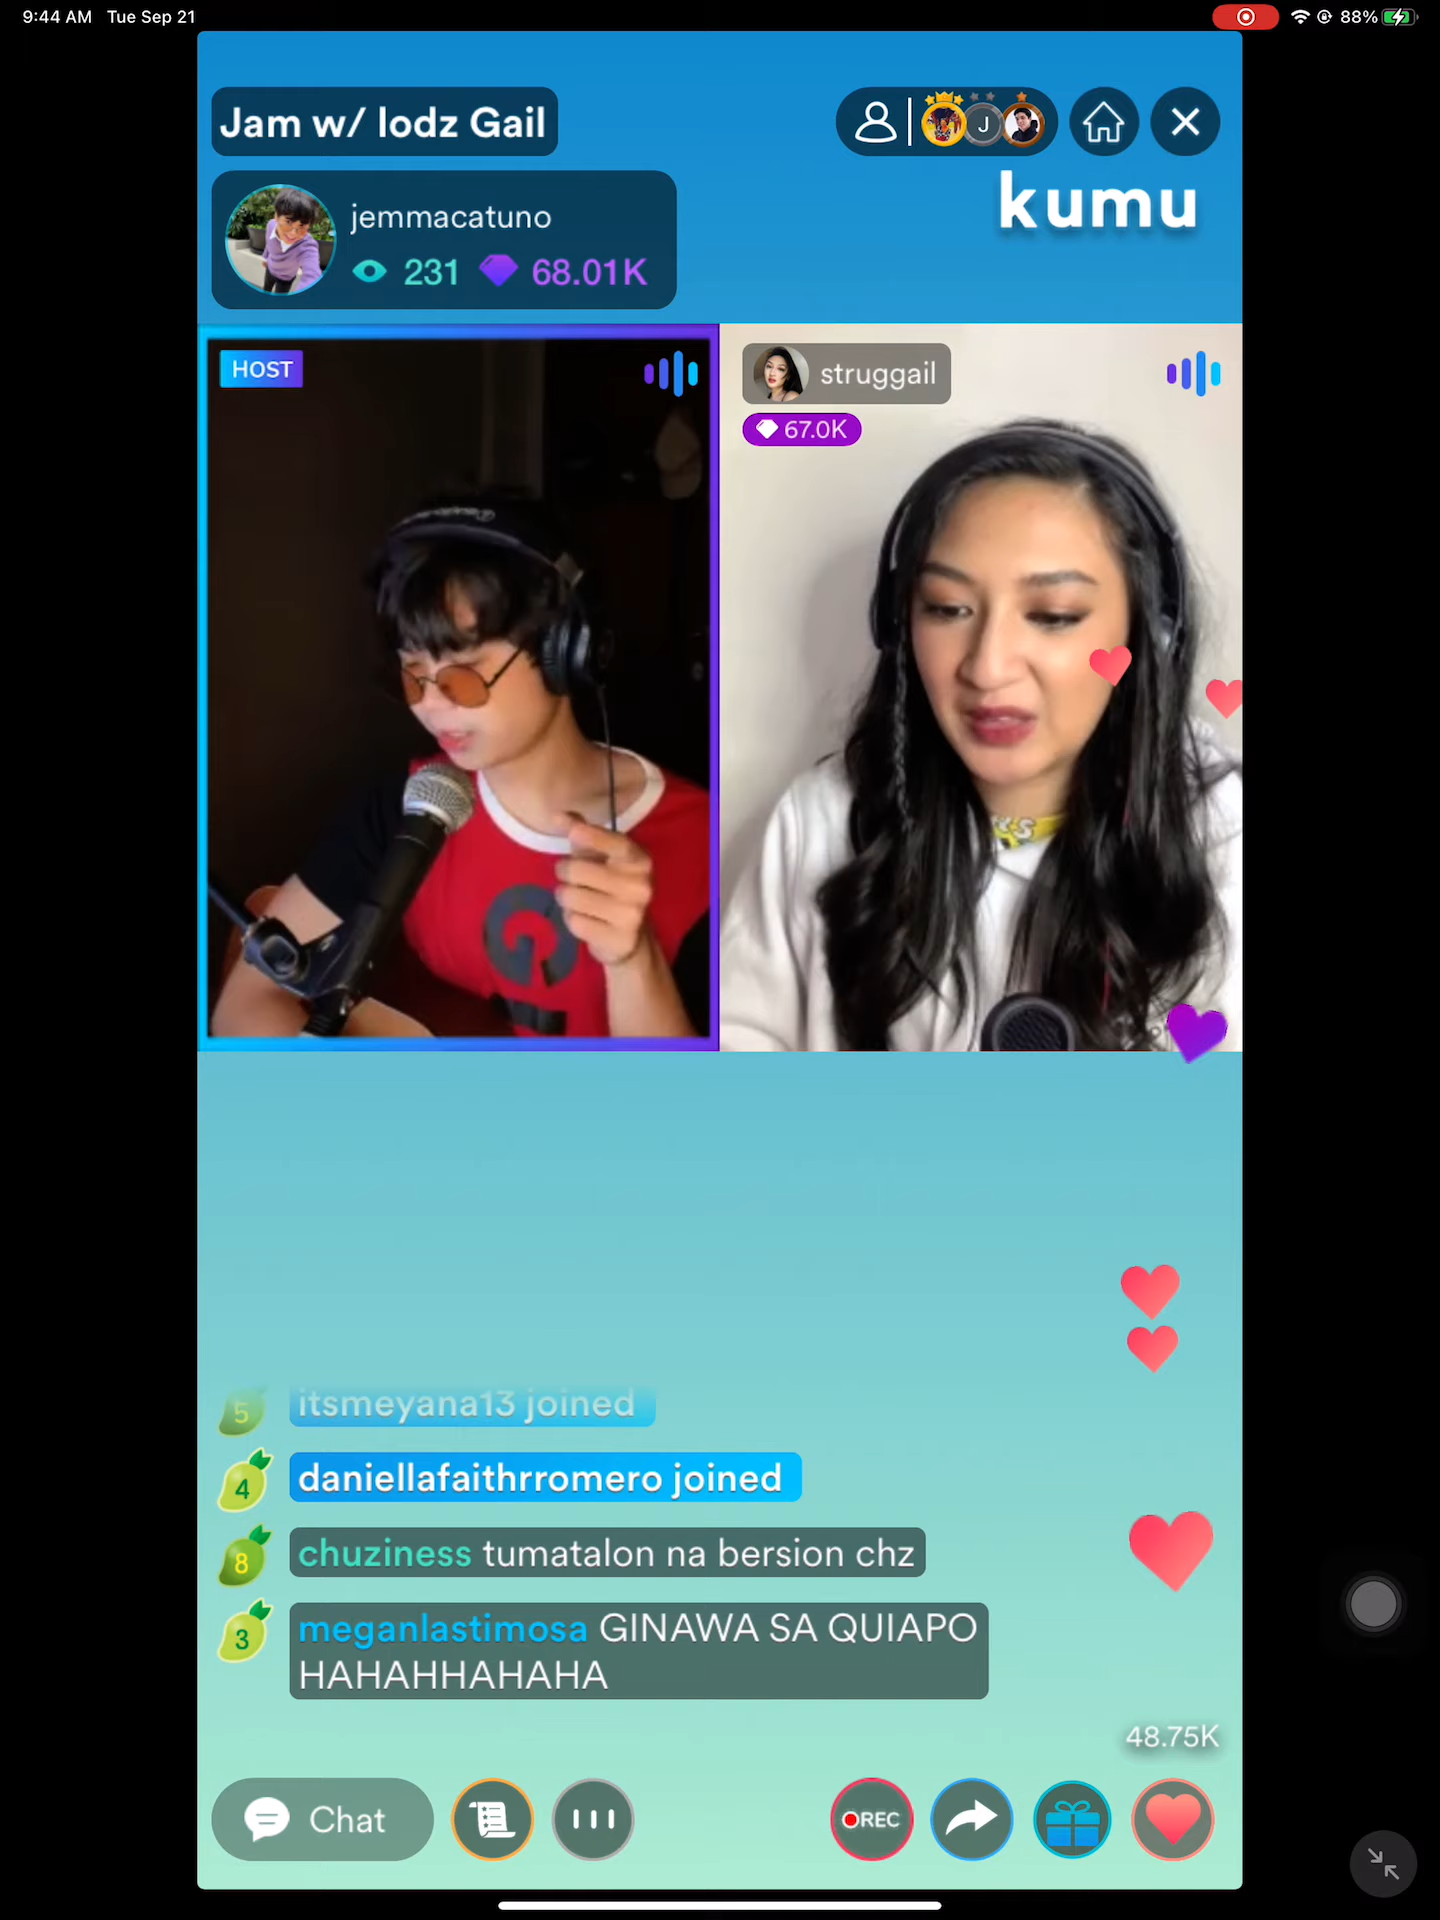 9:44 AM Tue Sep 21
88%
Jam w/ lodz Gail
J
jemmacatuno
231 68.01K
kumu
HOST
struggail
67.0K
5 itsmeyana13 joined
4 daniellafaithrromero joined
8 chuziness tumatalon na bersion chz
3 meganlastimosa GINAWA SA QUIAPO
HAHAHHAHAHA
48.75K
Chat
REC